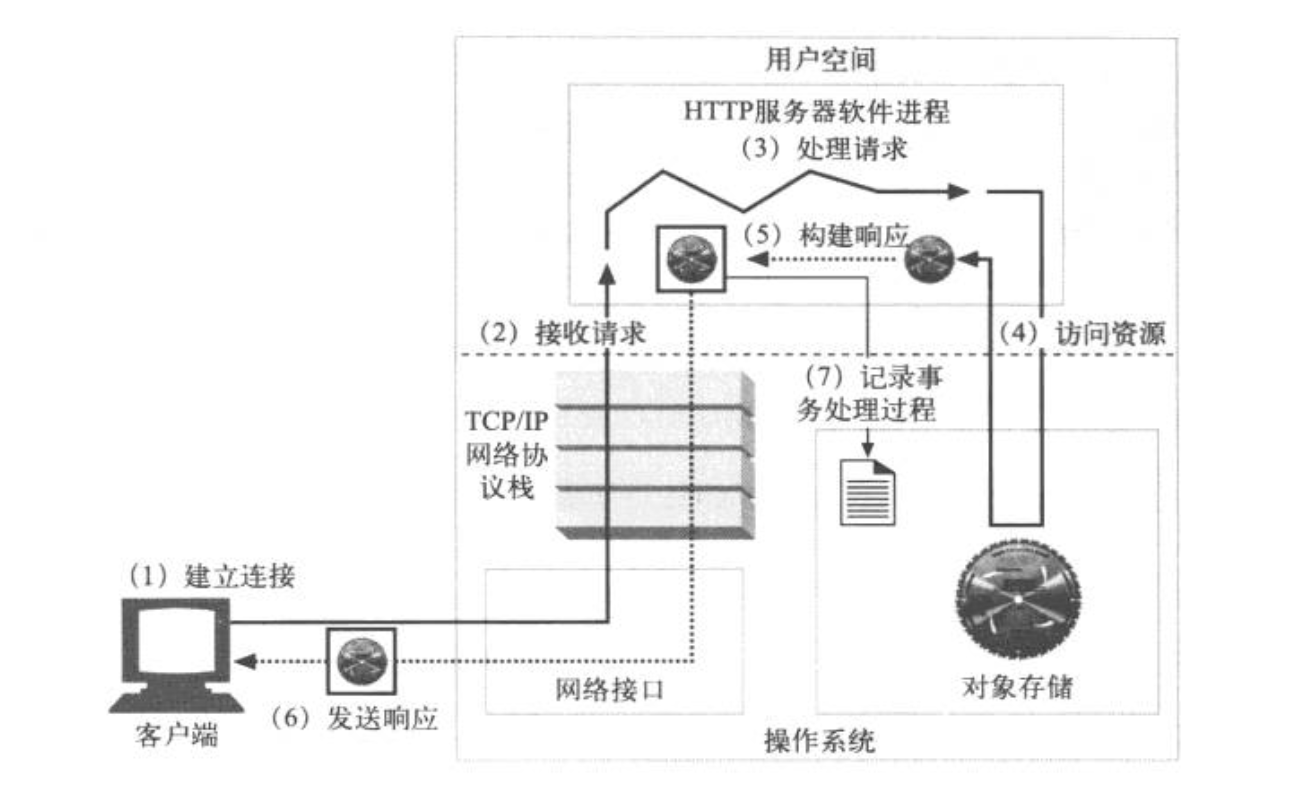 用户空间
HTTP服务器软件进程
（3）处理请求
（5）构建响应
（2）接收请求
（4）访问资源
（7）记录事
务处理过程
TCP/IP
网络协
议栈
（1）建立连接
网络接口
对象存储
（6）发送响应
客户端
操作系统